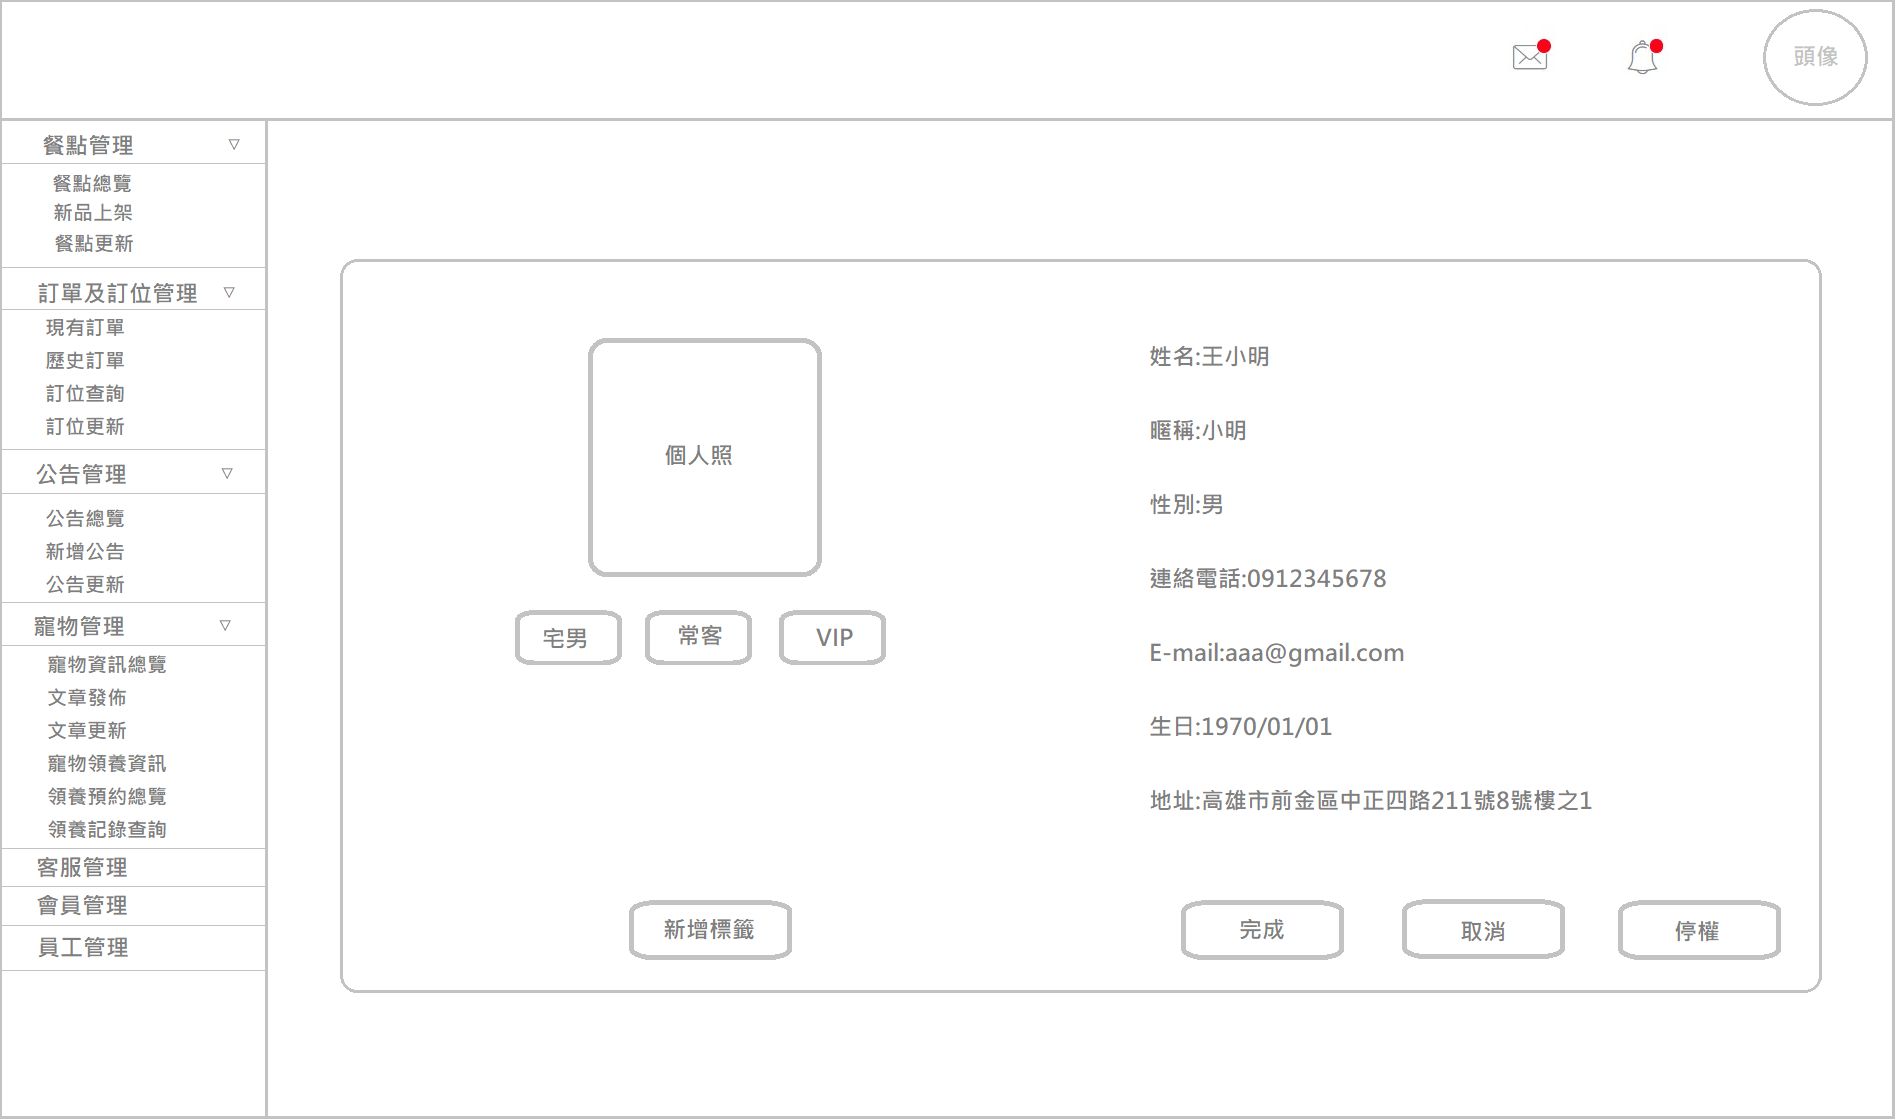 頭像
餐點管理 ▽
餐點總覽
新品上架
餐點更新
訂單及訂位管理 ▽
現有訂單
歷史訂單
訂位查詢
訂位更新
公告管理 ▽
公告總覽
新增公告
公告更新
寵物管理 ▽
寵物資訊總覽
文章發佈
文章更新
寵物領養資訊
領養預約總覽
領養記錄查詢
客服管理
會員管理
員工管理
個人照
宅男
常客
VIP
新增標籤
姓名:王小明
暱稱:小明
性別:男
連絡電話:0912345678
E-mail:aaa@gmail.com
生日:1970/01/01
地址:高雄市前金區中正四路211號8號樓之1
完成
取消
停權